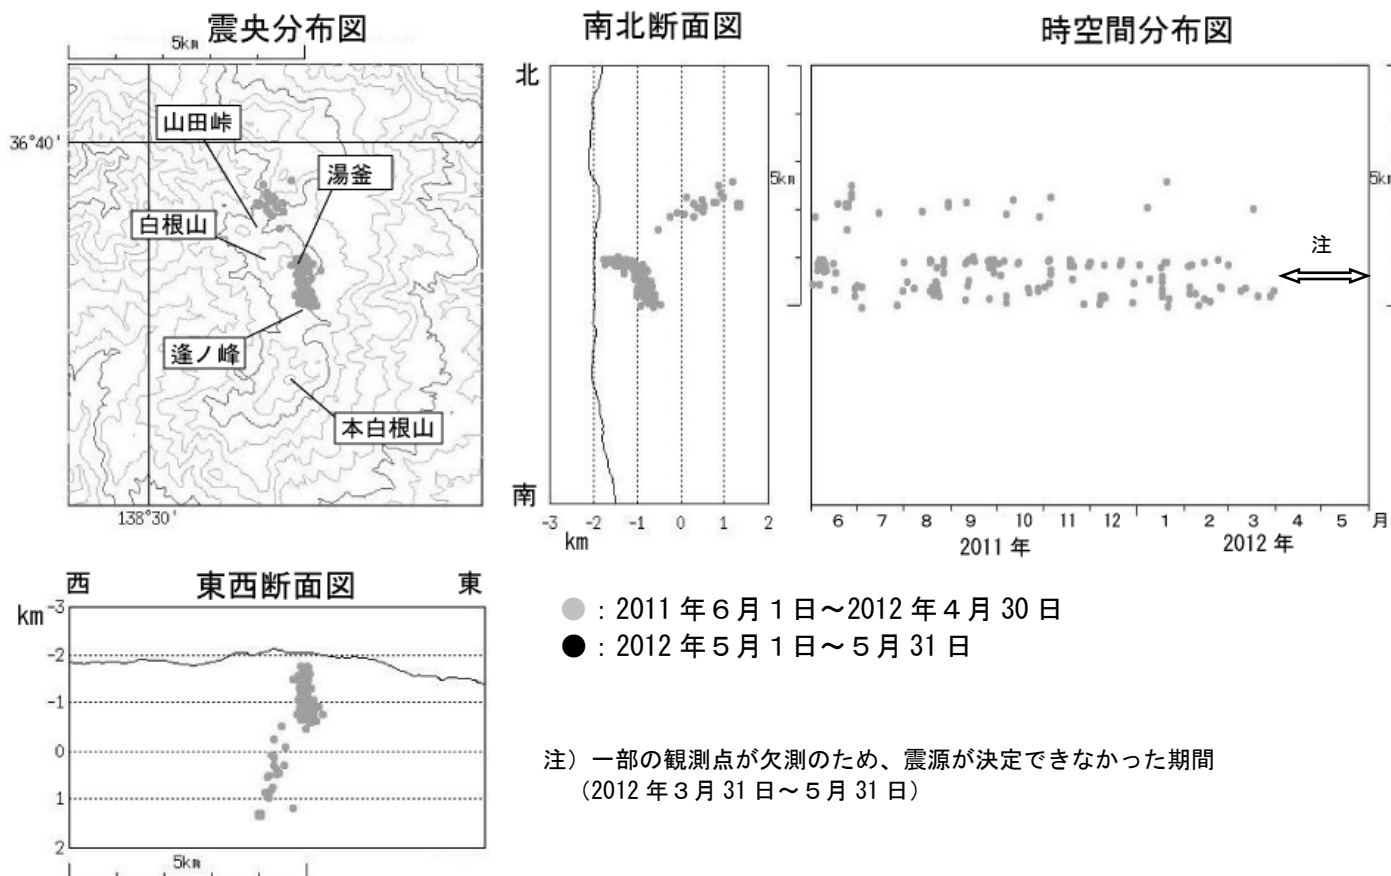 震央分布図
5km
36°40'
138°30'
山田峠
湯釜
白根山
逢ノ峰
本白根山
南北断面図
北
南
5km
-3 -2 -1 0 1 2
km
時空間分布図
5km
注
6 7 8 9 10 11 12 1 2 3 4 5 月
2011 年 2012 年
西 東西断面図 東
km
-3
-2
-1
0
1
2
5km
● : 2011 年６月１日～2012 年４月 30 日
● : 2012 年５月１日～５月 31 日
注）一部の観測点が欠測のため、震源が決定できなかった期間
（2012 年３月 31 日～５月 31 日）